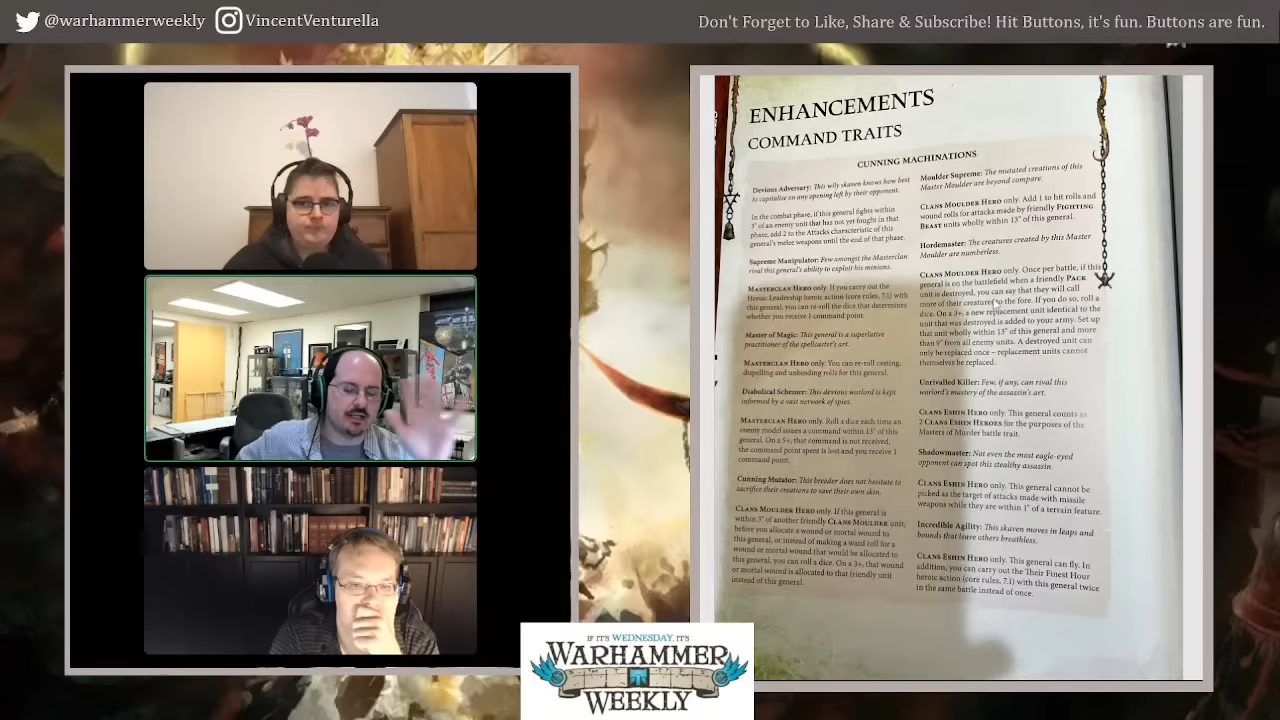 @warhammerweekly VincentVenturella
Don't Forget to Like, Share & Subscribe! Hit Buttons, it's fun. Buttons are fun.
ENHANCEMENTS
COMMAND TRAITS
CUNNING MACHINATIONS
Devious Adversary: This wily skaven knows how best
to capitalise on any opening left by their opponent.
In the combat phase, if this general fights within
3" of an enemy unit that has not yet fought in that
phase, add 2 to the Attacks characteristic of this
general's melee weapons until the end of that phase.
Supreme Manipulator: Few amongst the Masterclan
rival this general's ability to exploit his minions.
MASTERCLAN HERO only. If you carry out the
Heroic Leadership heroic action (core rules, 7.1) with
this general, you can re-roll the dice that determines
whether you receive 1 command point.
Master of Magic: This general is a superlative
practitioner of the spellcaster's art.
MASTERCLAN HERO only. You can re-roll casting,
dispelling and unbinding rolls for this general.
Diabolical Schemer: This devious warlord is kept
informed by a vast network of spies.
MASTERCLAN HERO only. Roll a dice each time an
enemy model issues a command within 13" of this
general. On a 5+, that command is not received,
the command point spent is lost and you receive 1
command point.
Cunning Mutator: This breeder does not hesitate to
sacrifice their creations to save their own skin.
CLANS MOULDER HERO only. If this general is
within 3" of another friendly CLANS MOULDER unit,
before you allocate a wound or mortal wound to
this general, or instead of making a ward roll for a
wound or mortal wound that would be allocated to
this general, you can roll a dice. On a 3+, that wound
or mortal wound is allocated to that friendly unit
instead of this general.
Moulder Supreme: The mutated creations of this
Master Moulder are beyond compare.
CLANS MOULDER HERO only. Add 1 to hit rolls and
wound rolls for attacks made by friendly FIGHTING
BEAST units wholly within 13" of this general.
Hordemaster: The creatures created by this Master
Moulder are numberless.
CLANS MOULDER HERO only. Once per battle, if this
general is on the battlefield when a friendly PACK
unit is destroyed, you can say that they will call
more of their creatures to the fore. If you do so, roll a
dice. On a 3+, a new replacement unit identical to the
unit that was destroyed is added to your army. Set up
that unit wholly within 13" of this general and more
than 9" from all enemy units. A destroyed unit can
only be replaced once – replacement units cannot
themselves be replaced.
Unrivalled Killer: Few, if any, can rival this
warlord's mastery of the assassin's art.
CLANS ESHIN HERO only. This general counts as
2 CLANS ESHIN HEROES for the purposes of the
Masters of Murder battle trait.
Shadowmaster: Not even the most eagle-eyed
opponent can spot this stealthy assassin.
CLANS ESHIN HERO only. This general cannot be
picked as the target of attacks made with missile
weapons while they are within 1" of a terrain feature.
Incredible Agility: This skaven moves in leaps and
bounds that leave others breathless.
CLANS ESHIN HERO only. This general can fly. In
addition, you can carry out the Their Finest Hour
heroic action (core rules, 7.1) with this general twice
in the same battle instead of once.
IF IT'S WEDNESDAY, IT'S
WARHAMMER
WEEKLY